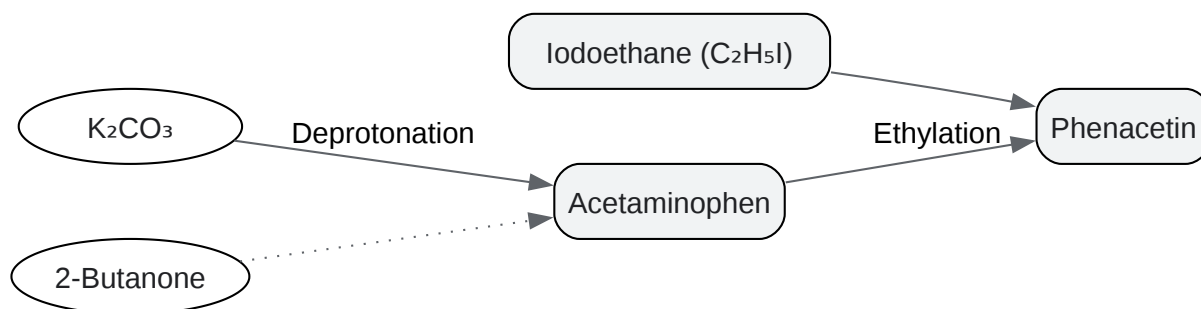 Iodoethane (C₂H₅I)
K₂CO₃
Deprotonation
Ethylation
Phenacetin
Acetaminophen
2-Butanone